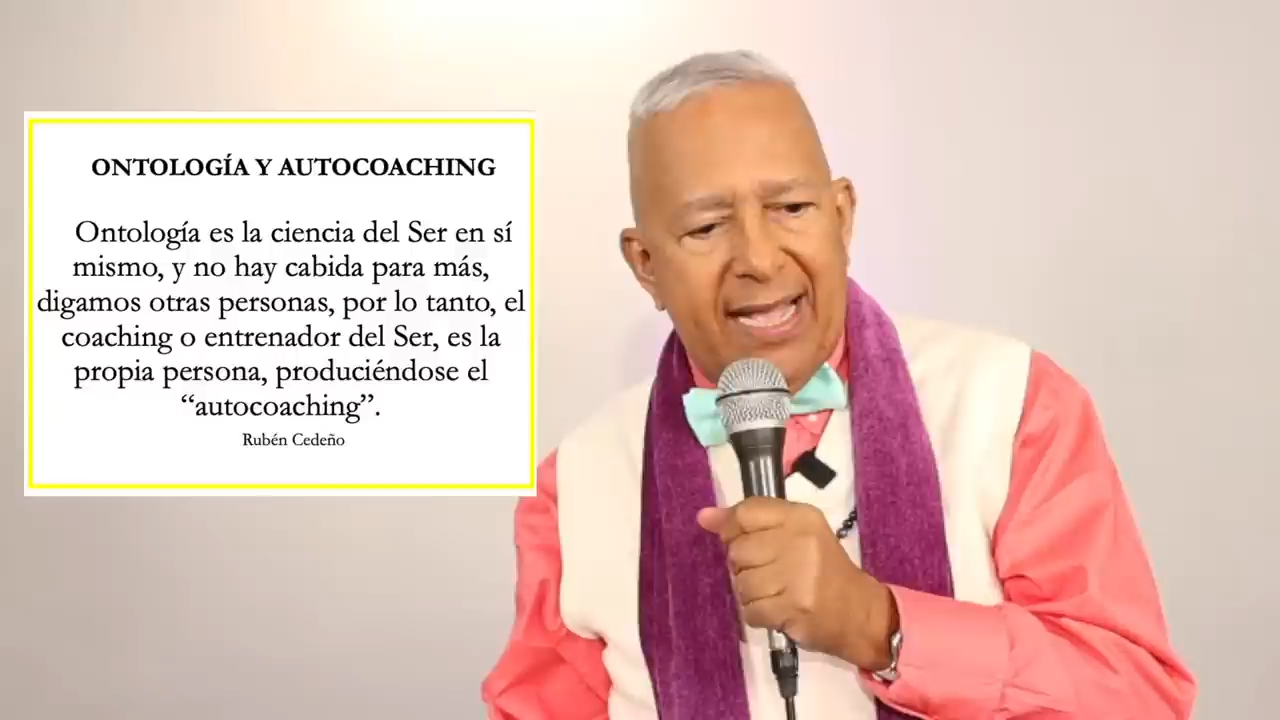 ONTOLOGÍA Y AUTOCOACHING
Ontología es la ciencia del Ser en sí
mismo, y no hay cabida para más,
digamos otras personas, por lo tanto, el
coaching o entrenador del Ser, es la
propia persona, produciéndose el
“autocoaching”.
Rubén Cedeño